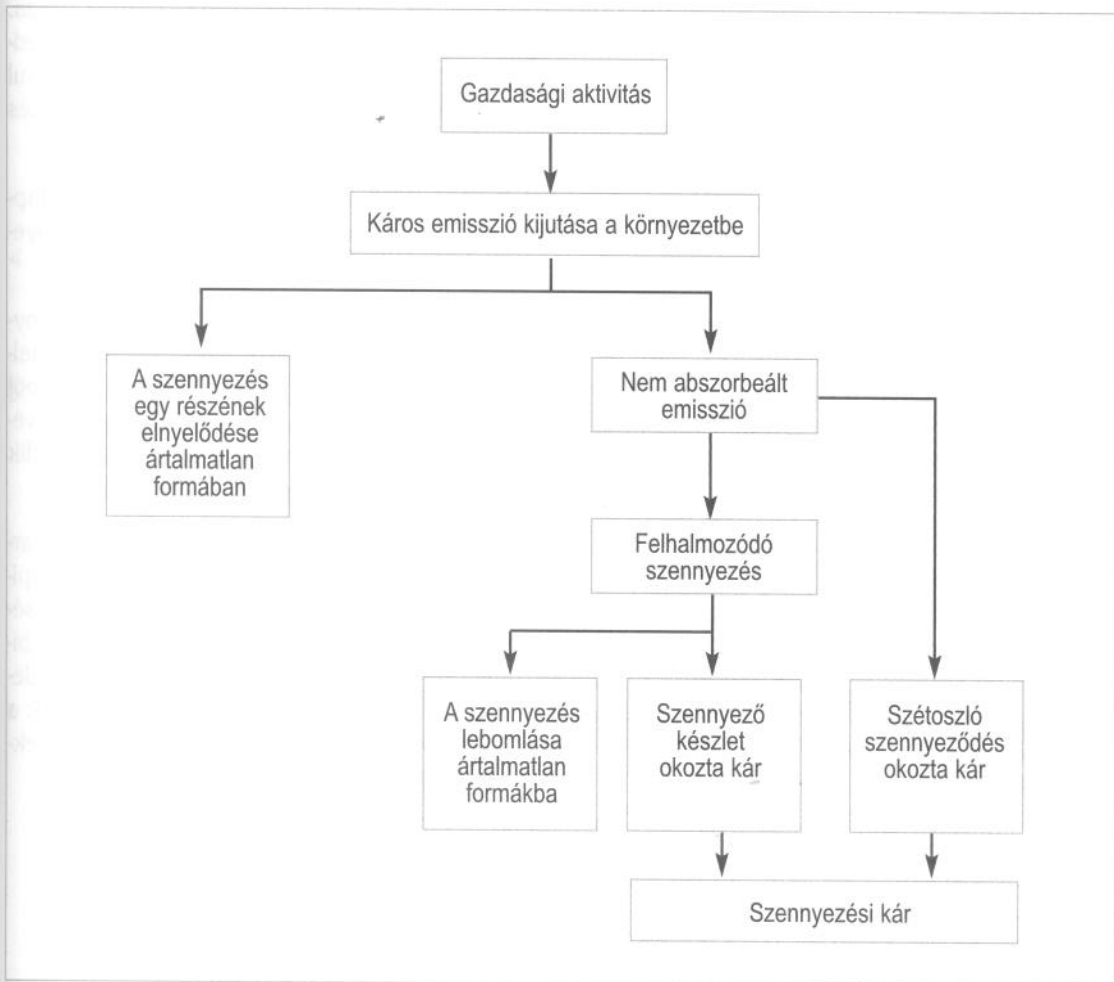 Gazdasági aktivitás
Káros emisszió kijutása a környezetbe
A szennyezés
egy részének
elnyelődése
ártalmatlan
formában
Nem abszorbeált
emisszió
Felhalmozódó
szennyezés
A szennyezés
lebomlása
ártalmatlan
formákba
Szennyező
készlet
okozta kár
Szétoszló
szennyeződés
okozta kár
Szennyezési kár